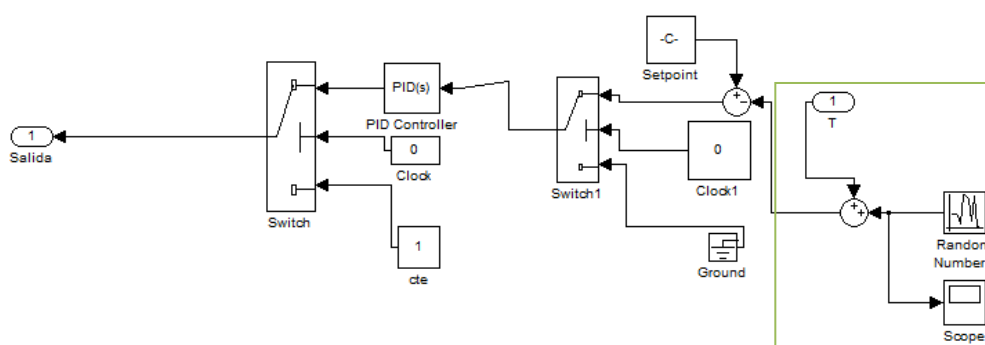 -C-
Setpoint
PID(s)
PID Controller
1
T
1
Salida
0
Clock
0
Clock1
Switch1
Switch
1
cte
Ground
Random
Number
Scope